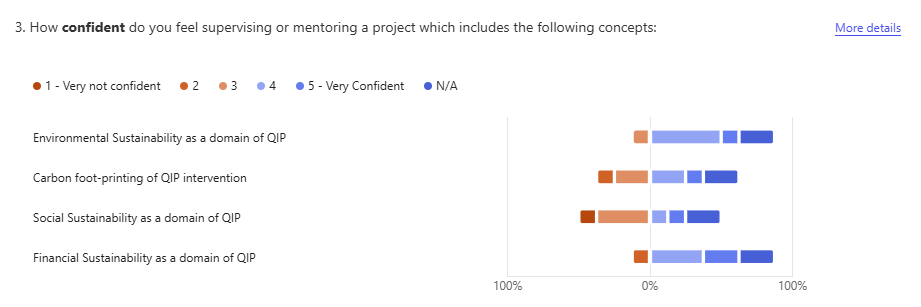 3. How confident do you feel supervising or mentoring a project which includes the following concepts:
More details
1 - Very not confident 2 3 4 5 - Very Confident N/A
Environmental Sustainability as a domain of QIP
Carbon foot-printing of QIP intervention
Social Sustainability as a domain of QIP
Financial Sustainability as a domain of QIP
100% 0% 100%